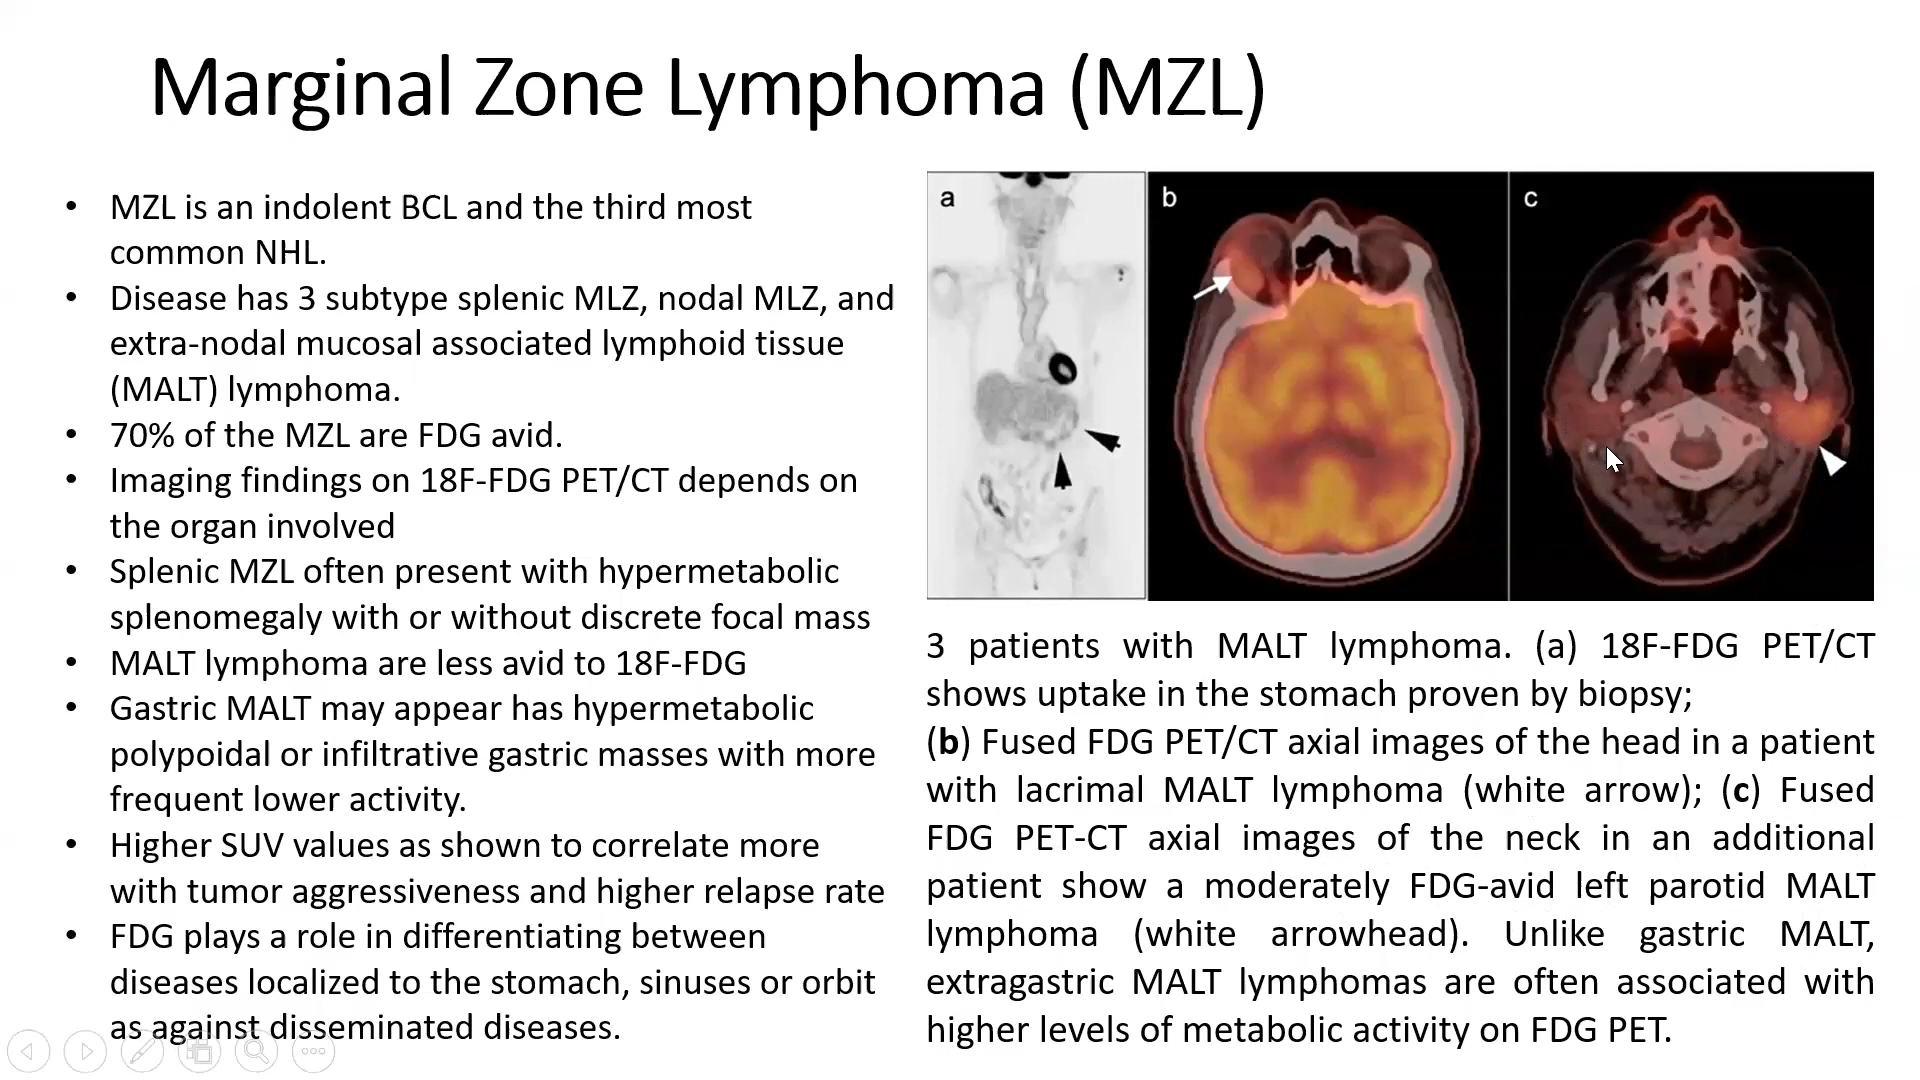 Marginal Zone Lymphoma (MZL)
• MZL is an indolent BCL and the third most
common NHL.
• Disease has 3 subtype splenic MLZ, nodal MLZ, and
extra-nodal mucosal associated lymphoid tissue
(MALT) lymphoma.
• 70% of the MZL are FDG avid.
• Imaging findings on 18F-FDG PET/CT depends on
the organ involved
• Splenic MZL often present with hypermetabolic
splenomegaly with or without discrete focal mass
• MALT lymphoma are less avid to 18F-FDG
• Gastric MALT may appear has hypermetabolic
polypoidal or infiltrative gastric masses with more
frequent lower activity.
• Higher SUV values as shown to correlate more
with tumor aggressiveness and higher relapse rate
• FDG plays a role in differentiating between
diseases localized to the stomach, sinuses or orbit
as against disseminated diseases.
a
b
c
3 patients with MALT lymphoma. (a) 18F-FDG PET/CT
shows uptake in the stomach proven by biopsy;
(b) Fused FDG PET/CT axial images of the head in a patient
with lacrimal MALT lymphoma (white arrow); (c) Fused
FDG PET-CT axial images of the neck in an additional
patient show a moderately FDG-avid left parotid MALT
lymphoma (white arrowhead). Unlike gastric MALT,
extragastric MALT lymphomas are often associated with
higher levels of metabolic activity on FDG PET.